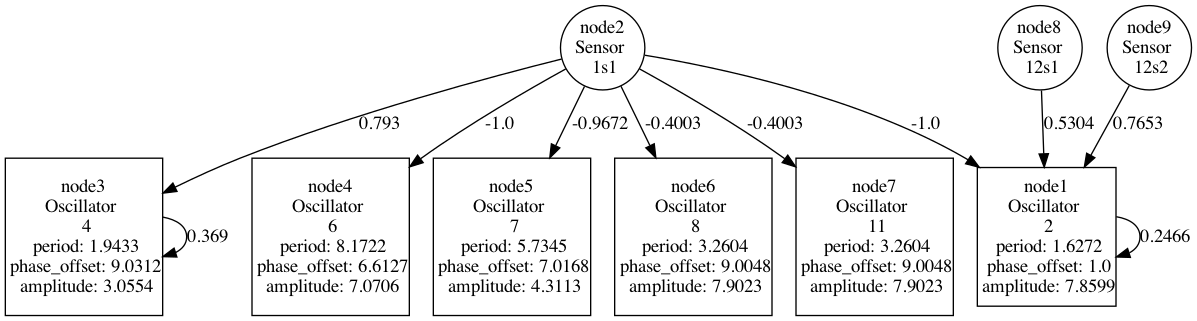 node2
Sensor
1s1
node8
Sensor
12s1
node9
Sensor
12s2
0.793
-1.0
-0.9672
-0.4003
-0.4003
-1.0
0.5304
0.7653
node3
Oscillator
4
period: 1.9433
phase_offset: 9.0312
amplitude: 3.0554
0.369
node4
Oscillator
6
period: 8.1722
phase_offset: 6.6127
amplitude: 7.0706
node5
Oscillator
7
period: 5.7345
phase_offset: 7.0168
amplitude: 4.3113
node6
Oscillator
8
period: 3.2604
phase_offset: 9.0048
amplitude: 7.9023
node7
Oscillator
11
period: 3.2604
phase_offset: 9.0048
amplitude: 7.9023
node1
Oscillator
2
period: 1.6272
phase_offset: 1.0
amplitude: 7.8599
0.2466